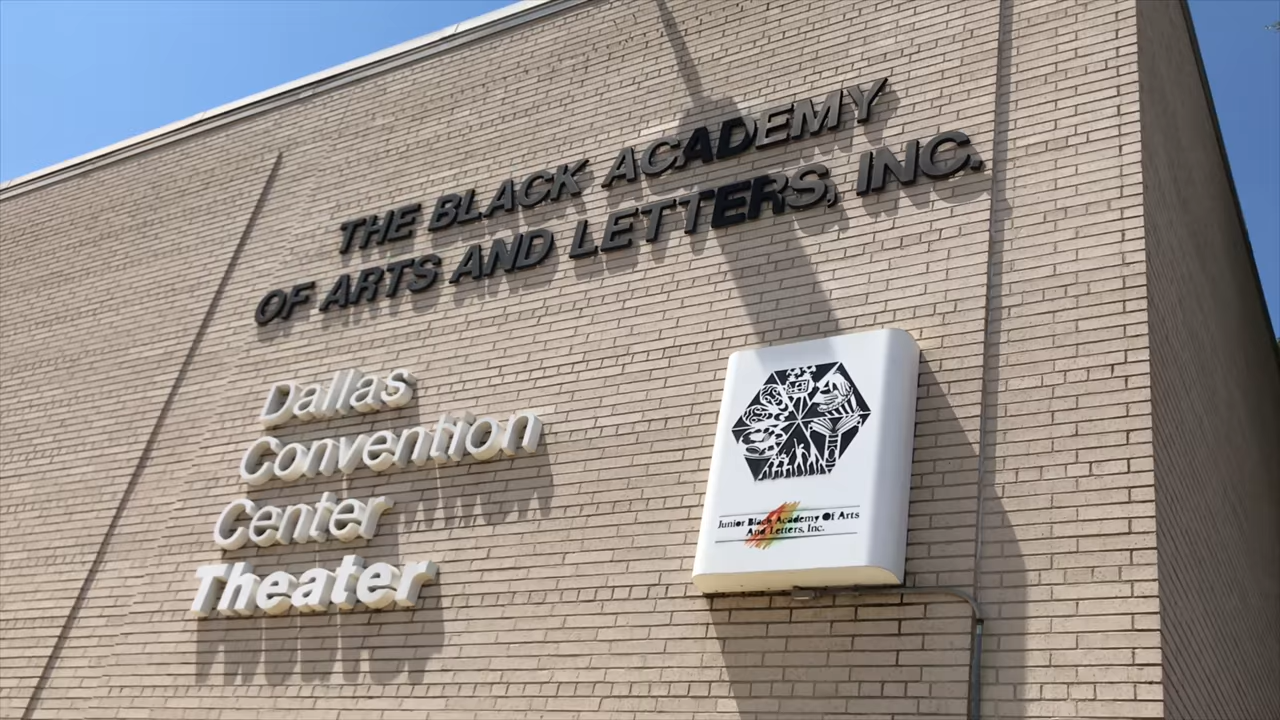 THE BLACK ACADEMY
OF ARTS AND LETTERS, INC.
Dallas
Convention
Center
Theater
Junior Black Academy Of Arts
And Letters, Inc.